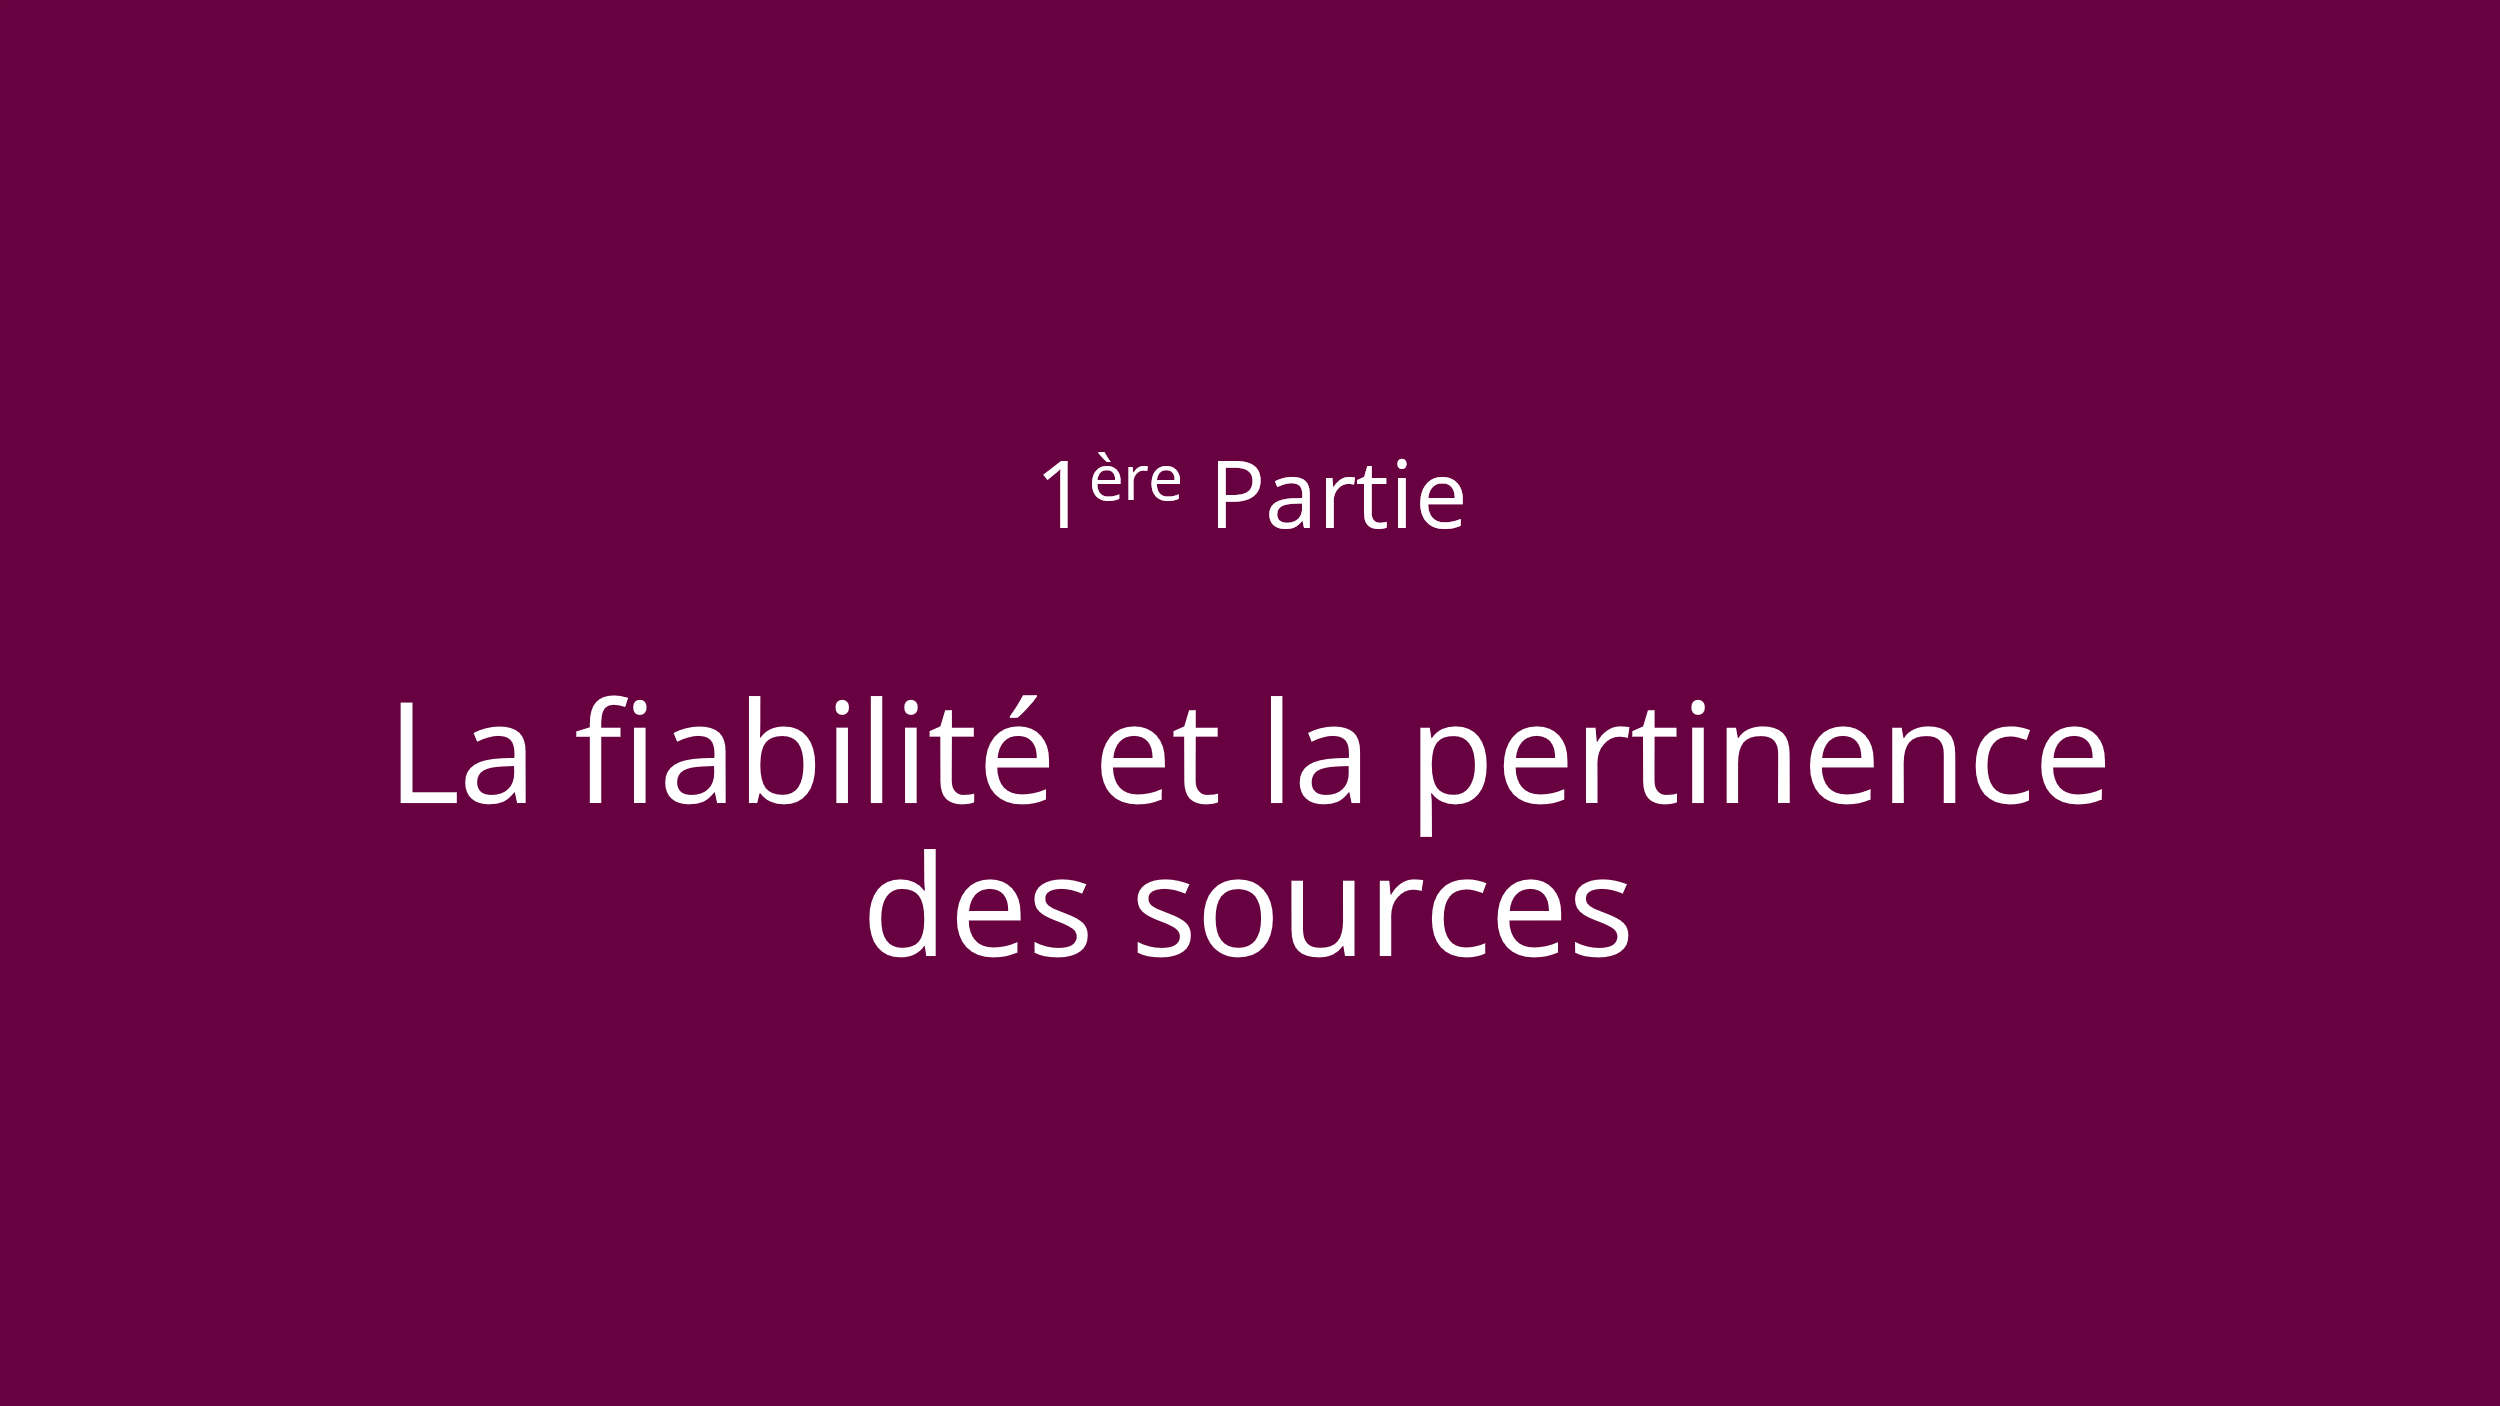 1ère Partie
La fiabilité et la pertinence
des sources